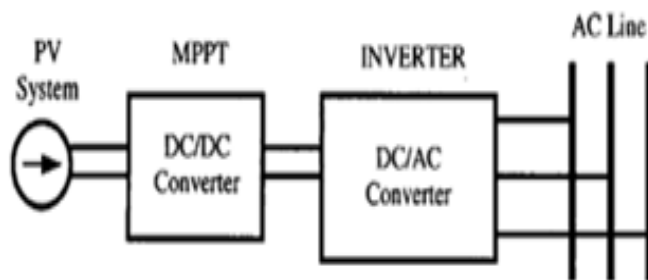 PV
System
MPPT
INVERTER
AC Line
DC/DC
Converter
DC/AC
Converter